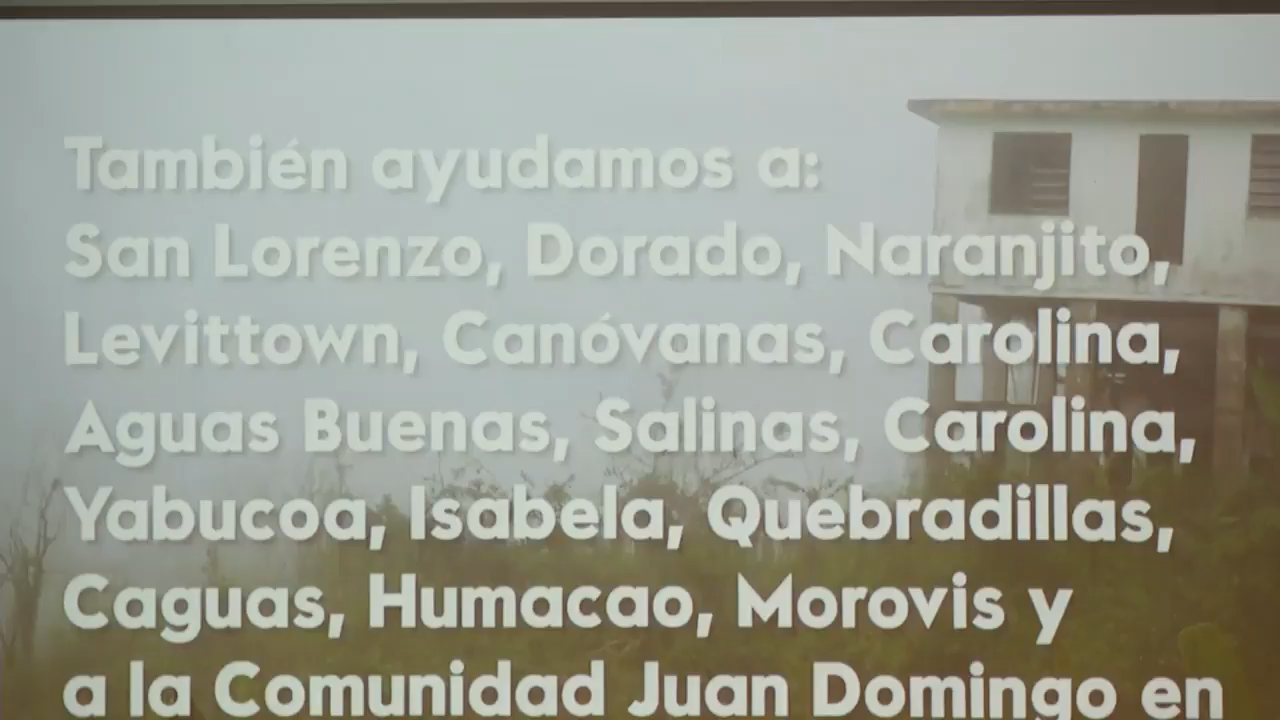 También ayudamos a:
San Lorenzo, Dorado, Naranjito,
Levittown, Canóvanas, Carolina,
Aguas Buenas, Salinas, Carolina,
Yabucoa, Isabela, Quebradillas,
Caguas, Humacao, Morovis y
a la Comunidad Juan Domingo en